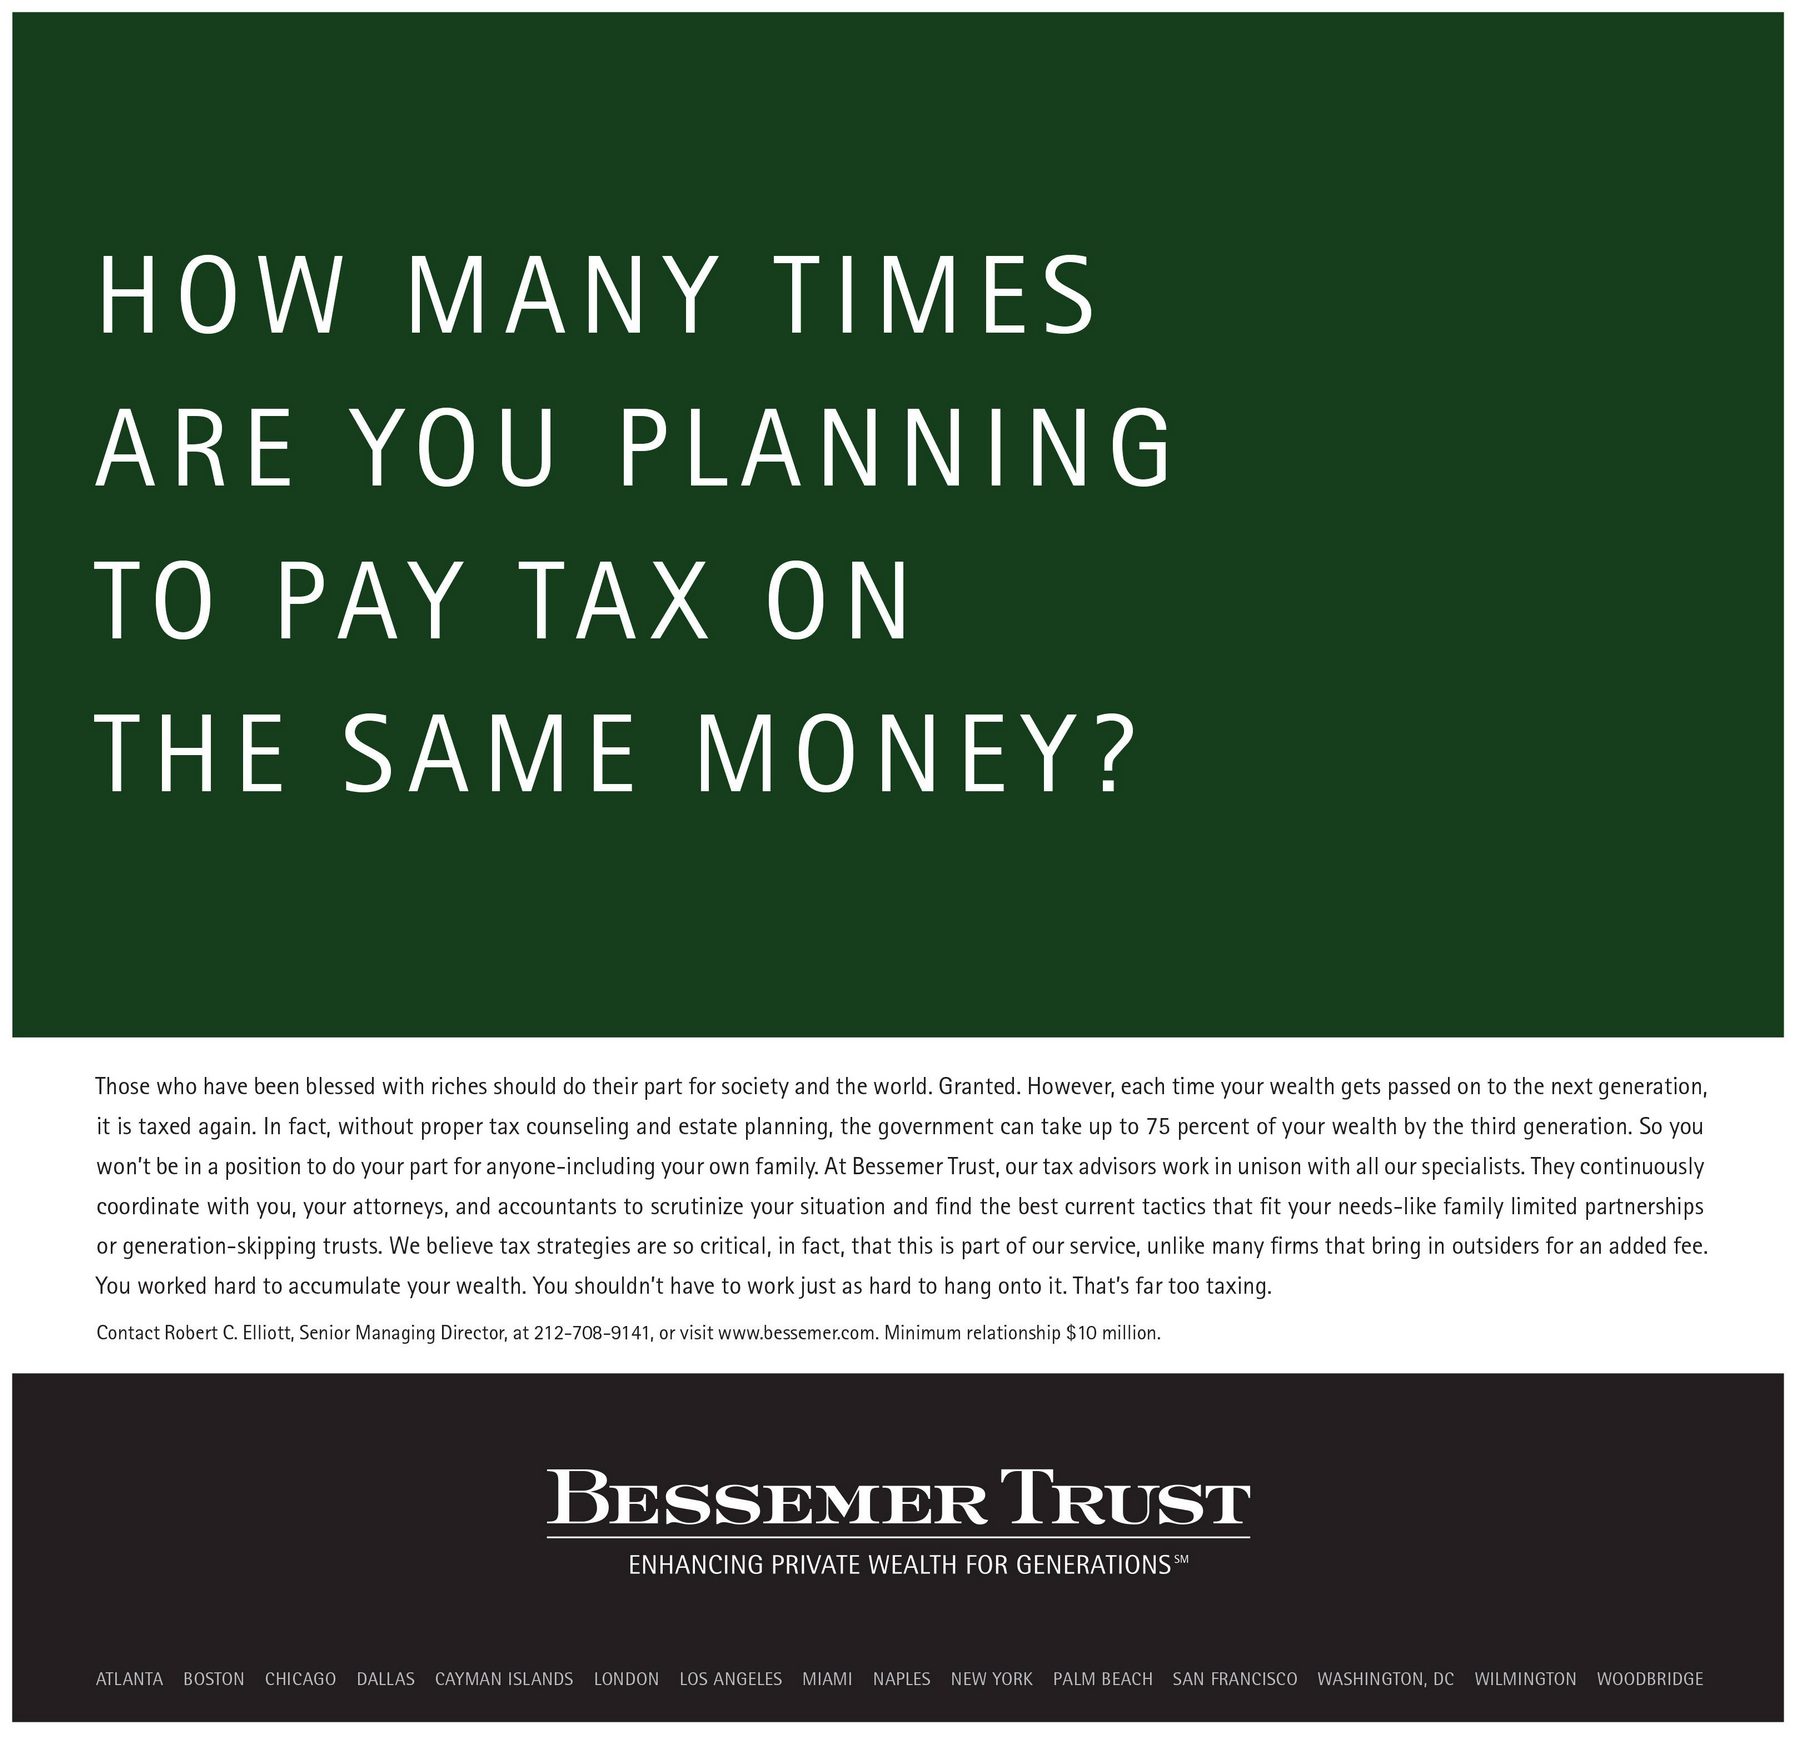 HOW MANY TIMES
ARE YOU PLANNING
TO PAY TAX ON
THE SAME MONEY?
Those who have been blessed with riches should do their part for society and the world. Granted. However, each time your wealth gets passed on to the next generation,
it is taxed again. In fact, without proper tax counseling and estate planning, the government can take up to 75 percent of your wealth by the third generation. So you
won't be in a position to do your part for anyone-including your own family. At Bessemer Trust, our tax advisors work in unison with all our specialists. They continuously
coordinate with you, your attorneys, and accountants to scrutinize your situation and find the best current tactics that fit your needs-like family limited partnerships
or generation-skipping trusts. We believe tax strategies are so critical, in fact, that this is part of our service, unlike many firms that bring in outsiders for an added fee.
You worked hard to accumulate your wealth. You shouldn't have to work just as hard to hang onto it. That's far too taxing.
Contact Robert C. Elliott, Senior Managing Director, at 212-708-9141, or visit www.bessemer.com. Minimum relationship $10 million.
BESSEMER TRUST
ENHANCING PRIVATE WEALTH FOR GENERATIONS℠
ATLANTA BOSTON CHICAGO DALLAS CAYMAN ISLANDS LONDON LOS ANGELES MIAMI NAPLES NEW YORK PALM BEACH SAN FRANCISCO WASHINGTON, DC WILMINGTON WOODBRIDGE